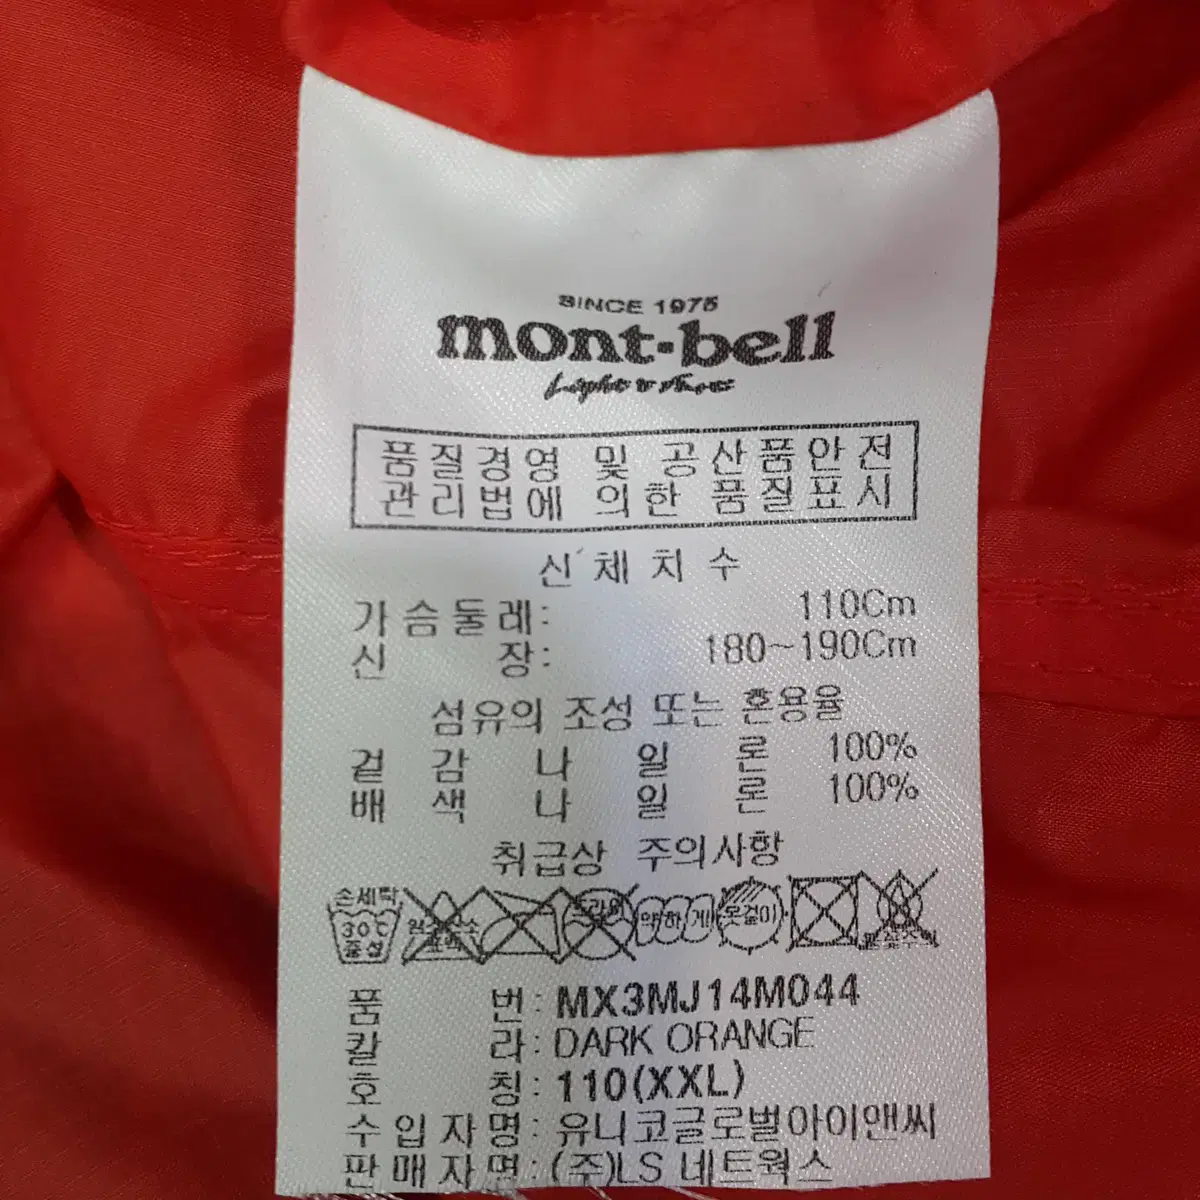 SINCE 1975
mont-bell
Light & Fast
품질경영 및 공산품안전
관리법에 의한 품질표시
신체치수
가슴둘레: 110Cm
신 장: 180~190Cm
섬유의 조성 또는 혼용율
겉 감 나 일 론 100%
배 색 나 일 론 100%
취급상 주의사항
손세탁 30℃ 중성 약하게 옷걸이
품 번: MX3MJ14M044
칼 라: DARK ORANGE
호 칭: 110(XXL)
수입자명: 유니코글로벌아이앤씨
판매자명: (주)LS 네트웍스